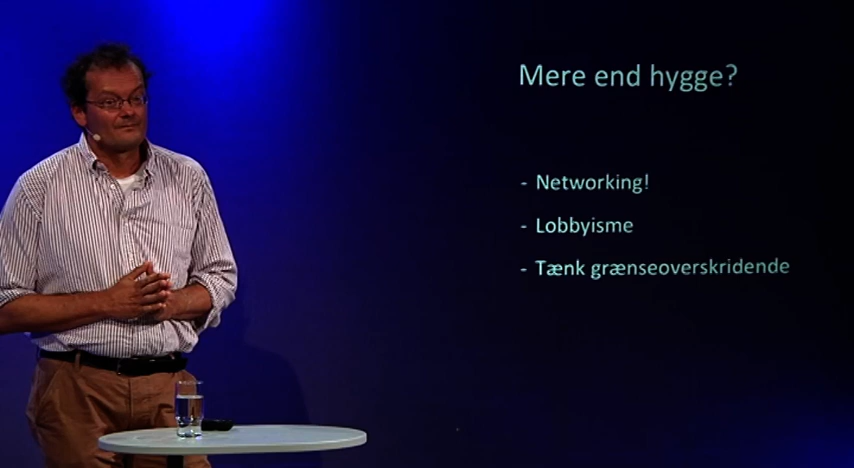 Mere end hygge?
- Networking!
- Lobbyisme
- Tænk grænseoverskridende